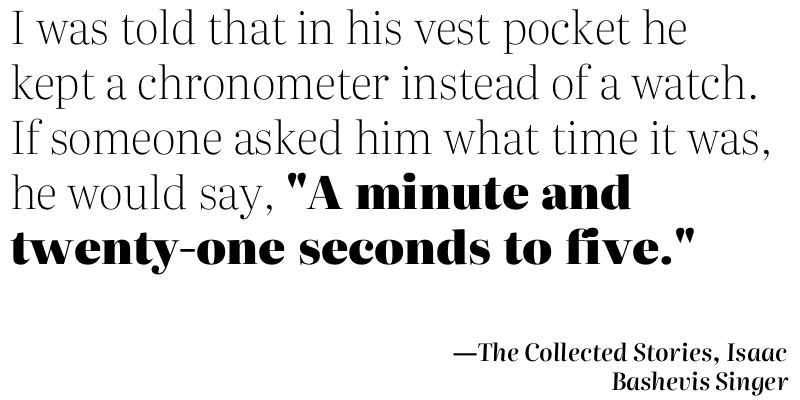 I was told that in his vest pocket he
kept a chronometer instead of a watch.
If someone asked him what time it was,
he would say, "A minute and
twenty-one seconds to five."
—The Collected Stories, Isaac
Bashevis Singer